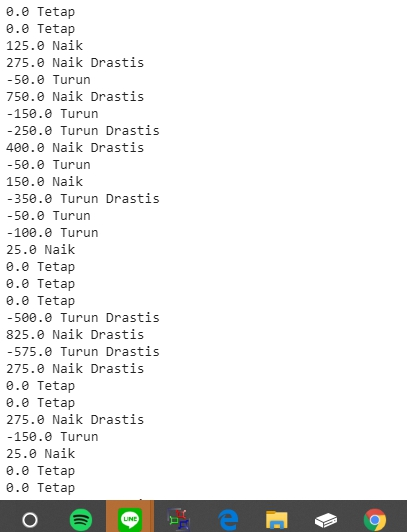 0.0 Tetap
0.0 Tetap
125.0 Naik
275.0 Naik Drastis
-50.0 Turun
750.0 Naik Drastis
-150.0 Turun
-250.0 Turun Drastis
400.0 Naik Drastis
-50.0 Turun
150.0 Naik
-350.0 Turun Drastis
-50.0 Turun
-100.0 Turun
25.0 Naik
0.0 Tetap
0.0 Tetap
0.0 Tetap
-500.0 Turun Drastis
825.0 Naik Drastis
-575.0 Turun Drastis
275.0 Naik Drastis
0.0 Tetap
0.0 Tetap
275.0 Naik Drastis
-150.0 Turun
25.0 Naik
0.0 Tetap
0.0 Tetap
LINE